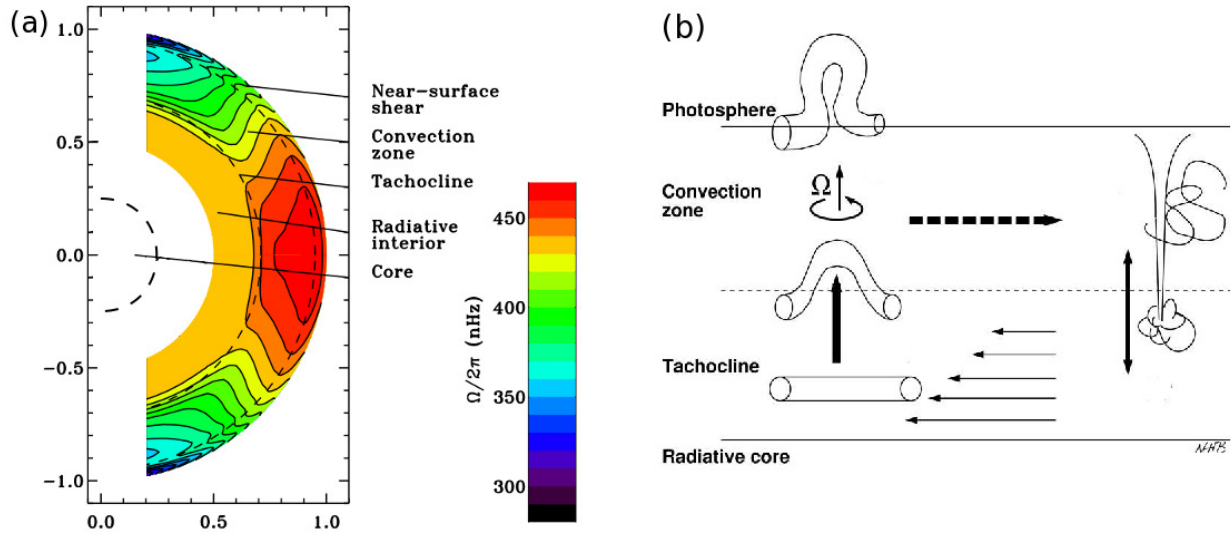 (a)
1.0
0.5
0.0
−0.5
−1.0
0.0
0.5
1.0
Near−surface
shear
Convection
zone
Tachocline
Radiative
interior
Core
Ω/2π (nHz)
450
400
350
300
(b)
Photosphere
Convection
zone
Ω
Tachocline
Radiative core